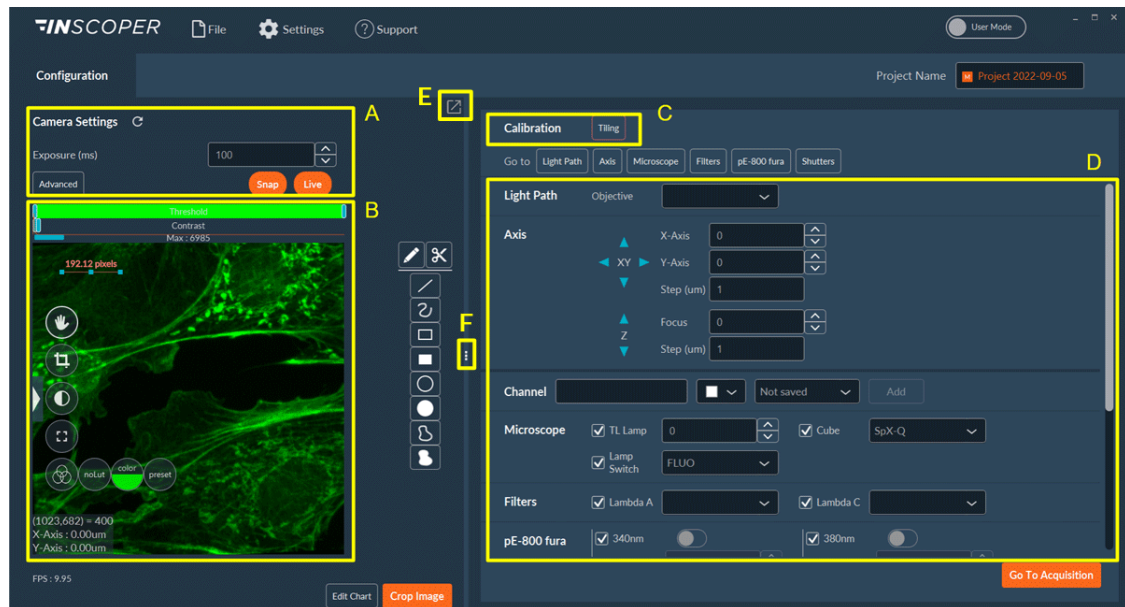 INSCOPER File Settings ? Support User Mode
Configuration Project Name M Project 2022-09-05
E
Camera Settings A
Exposure (ms) 100
Advanced Snap Live
B
Threshold
Contrast
Max : 6985
192.12 pixels
noLut color preset
(1023,682) = 400
X-Axis : 0.00um
Y-Axis : 0.00um
FPS : 9.95
Edit Chart Crop Image
F
Calibration Tiling C
Go to Light Path Axis Microscope Filters pE-800 fura Shutters
D
Light Path Objective
Axis X-Axis 0
XY Y-Axis 0
Step (um) 1
Focus 0
Z
Step (um) 1
Channel Not saved Add
Microscope TL Lamp 0 Cube SpX-Q
Lamp
Switch FLUO
Filters Lambda A Lambda C
pE-800 fura 340nm 380nm
Go To Acquisition